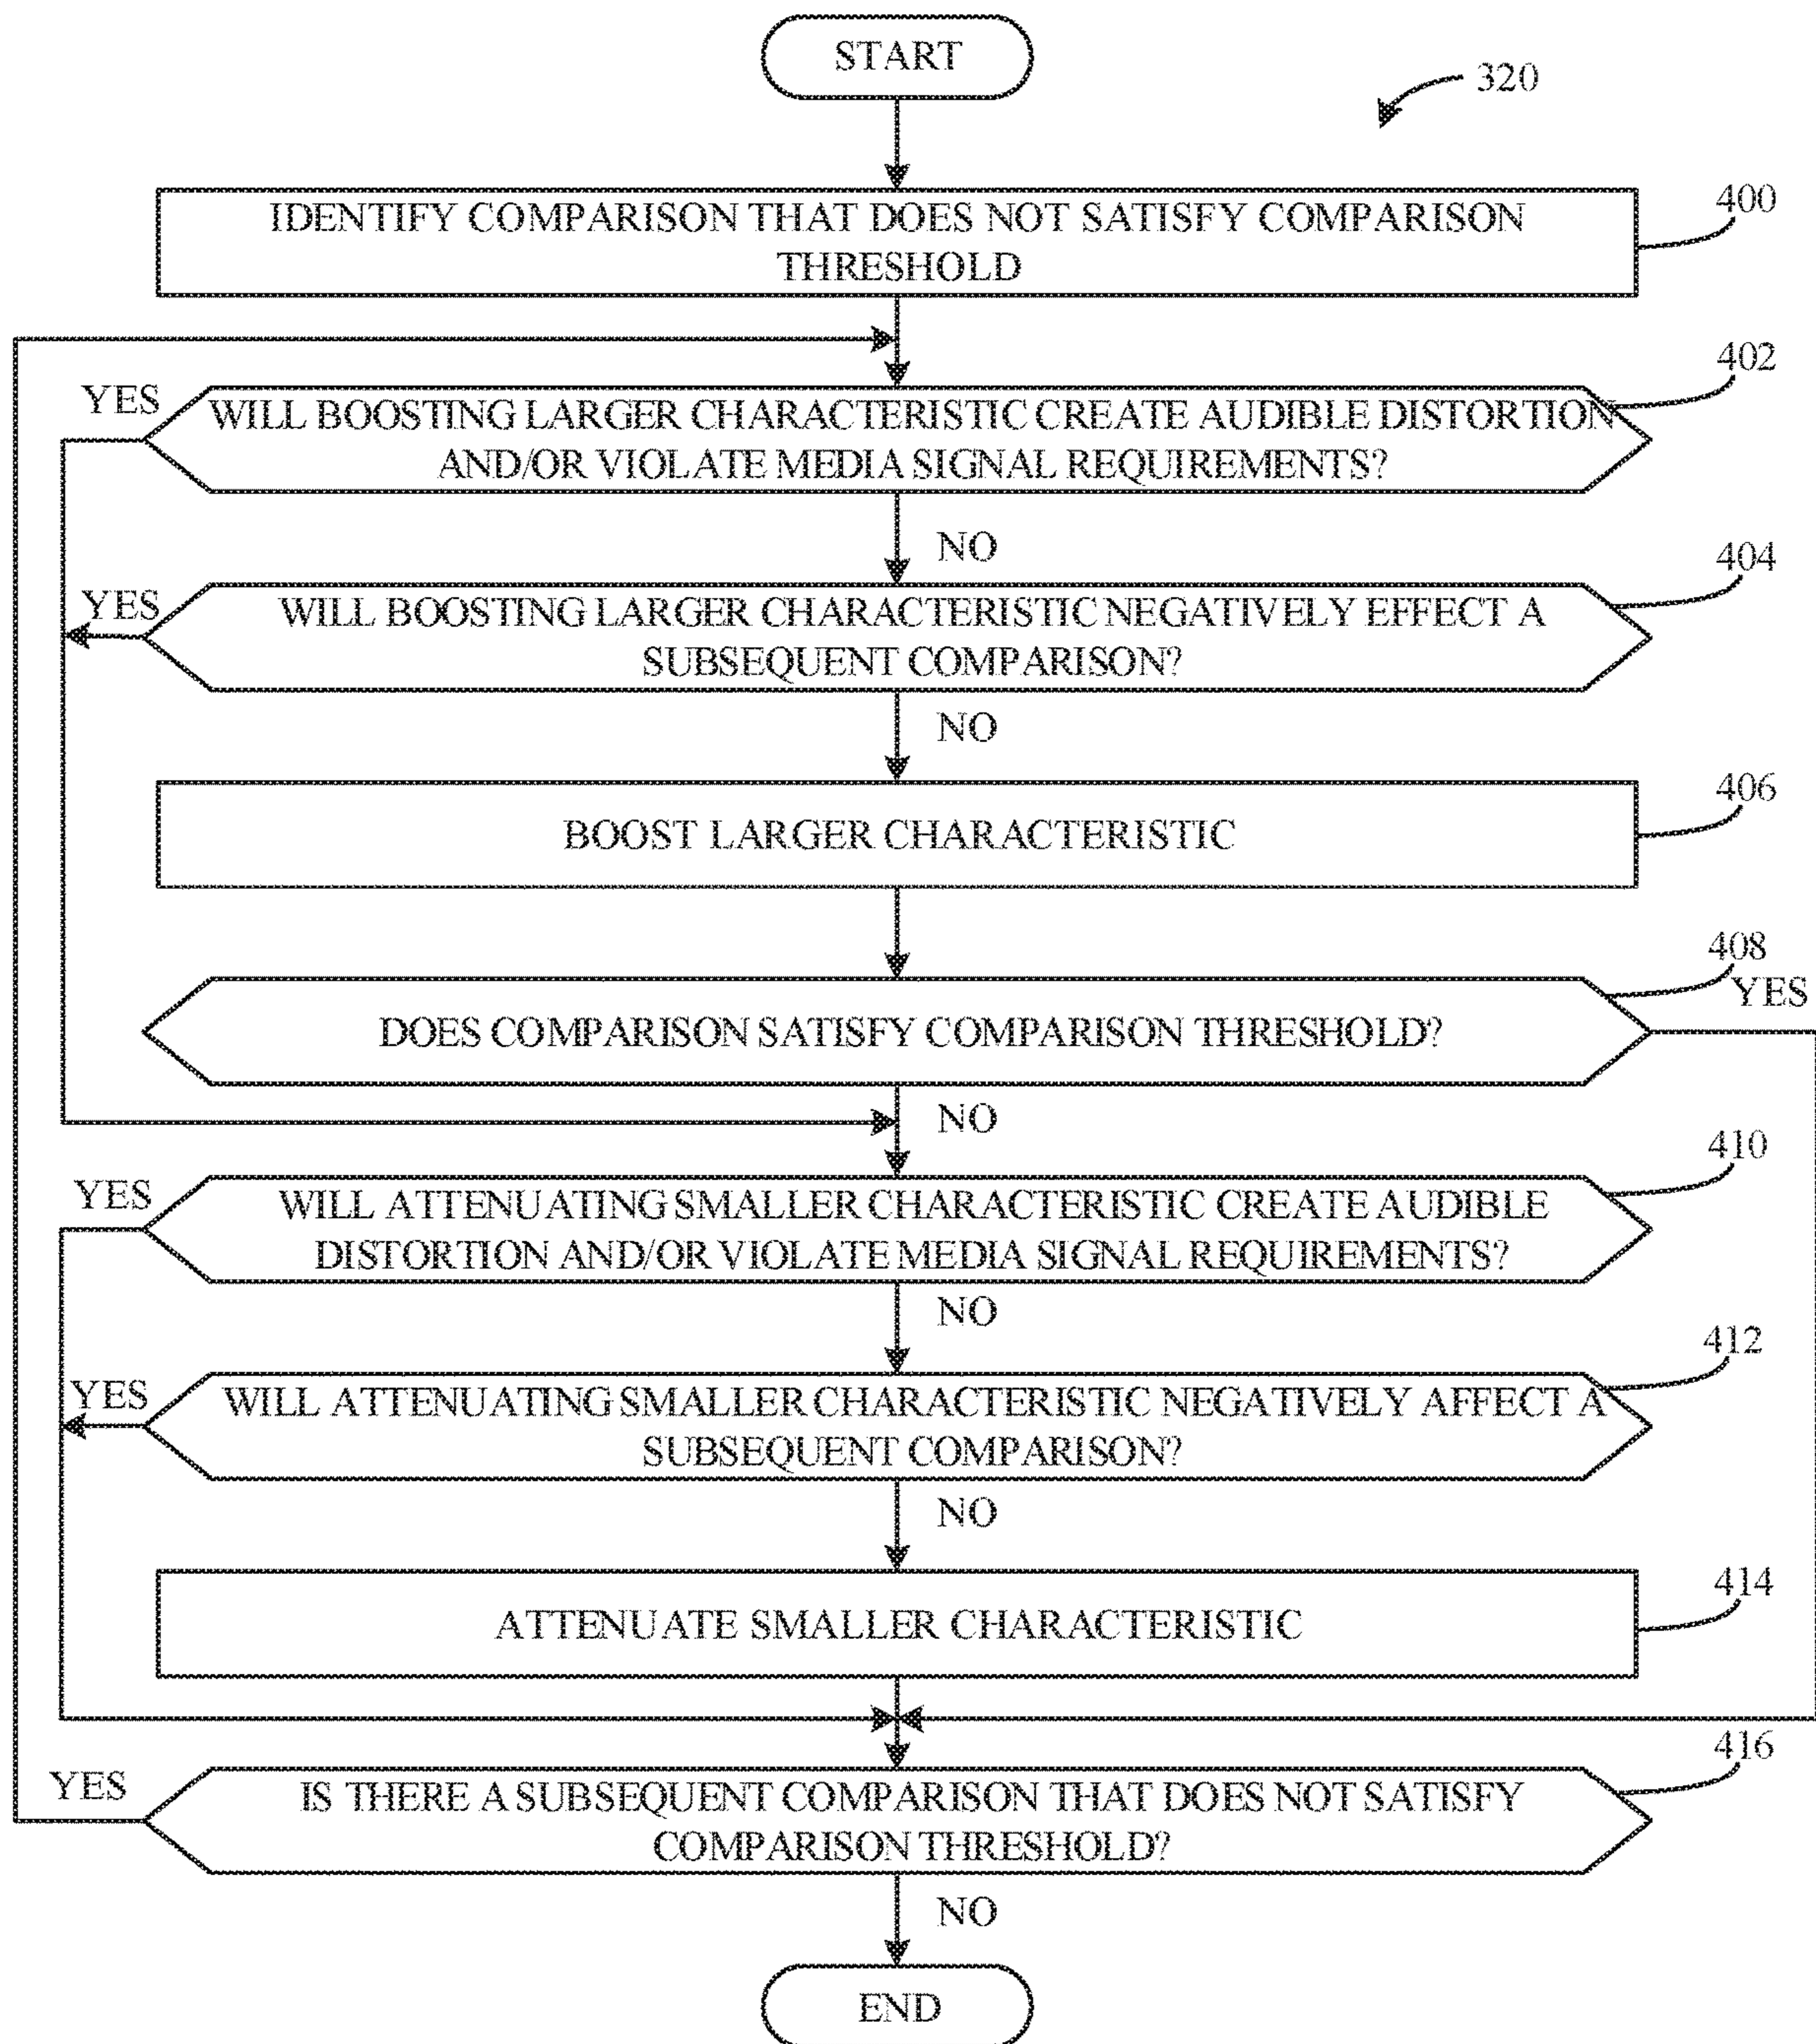 START
320
IDENTIFY COMPARISON THAT DOES NOT SATISFY COMPARISON
THRESHOLD
400
402
YES
WILL BOOSTING LARGER CHARACTERISTIC CREATE AUDIBLE DISTORTION
AND/OR VIOLATE MEDIA SIGNAL REQUIREMENTS?
NO
404
YES
WILL BOOSTING LARGER CHARACTERISTIC NEGATIVELY EFFECT A
SUBSEQUENT COMPARISON?
NO
406
BOOST LARGER CHARACTERISTIC
408
YES
DOES COMPARISON SATISFY COMPARISON THRESHOLD?
NO
410
YES
WILL ATTENUATING SMALLER CHARACTERISTIC CREATE AUDIBLE
DISTORTION AND/OR VIOLATE MEDIA SIGNAL REQUIREMENTS?
NO
412
YES
WILL ATTENUATING SMALLER CHARACTERISTIC NEGATIVELY AFFECT A
SUBSEQUENT COMPARISON?
NO
414
ATTENUATE SMALLER CHARACTERISTIC
416
YES
IS THERE A SUBSEQUENT COMPARISON THAT DOES NOT SATISFY
COMPARISON THRESHOLD?
NO
END